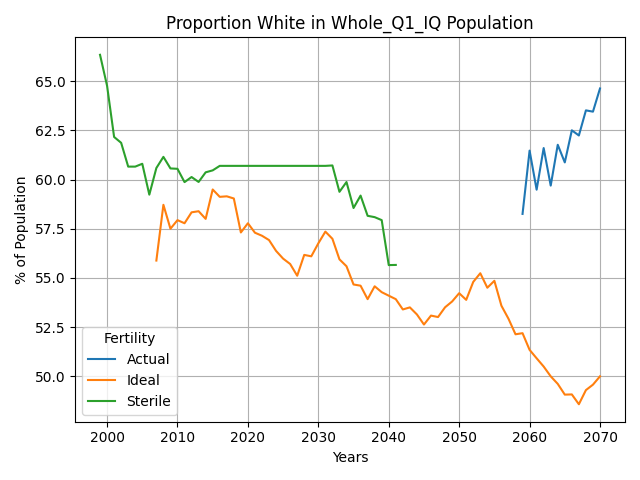 Proportion White in Whole_Q1_IQ Population
% of Population
65.0
62.5
60.0
57.5
55.0
52.5
50.0
Fertility
Actual
Ideal
Sterile
2000 2010 2020 2030 2040 2050 2060 2070
Years